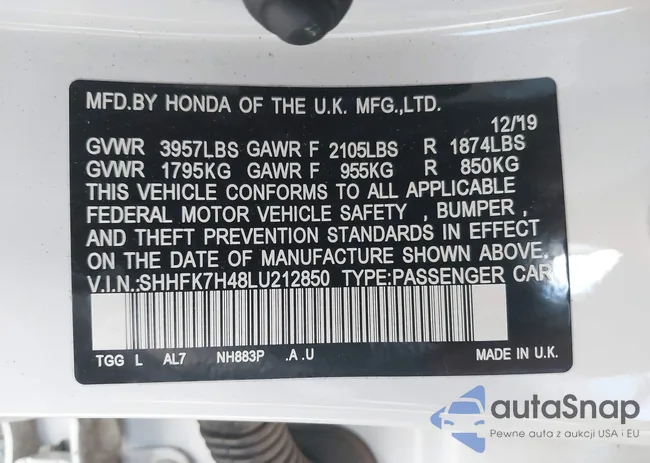 MFD.BY HONDA OF THE U.K. MFG.,LTD.
12/19
GVWR 3957LBS GAWR F 2105LBS R 1874LBS
GVWR 1795KG GAWR F 955KG R 850KG
THIS VEHICLE CONFORMS TO ALL APPLICABLE
FEDERAL MOTOR VEHICLE SAFETY , BUMPER ,
AND THEFT PREVENTION STANDARDS IN EFFECT
ON THE DATE OF MANUFACTURE SHOWN ABOVE.
V.I.N.:SHHFK7H48LU212850 TYPE:PASSENGER CAR
TGG L AL7 NH883P .A.U MADE IN U.K.
autaSnap
Pewne auta z aukcji USA i EU